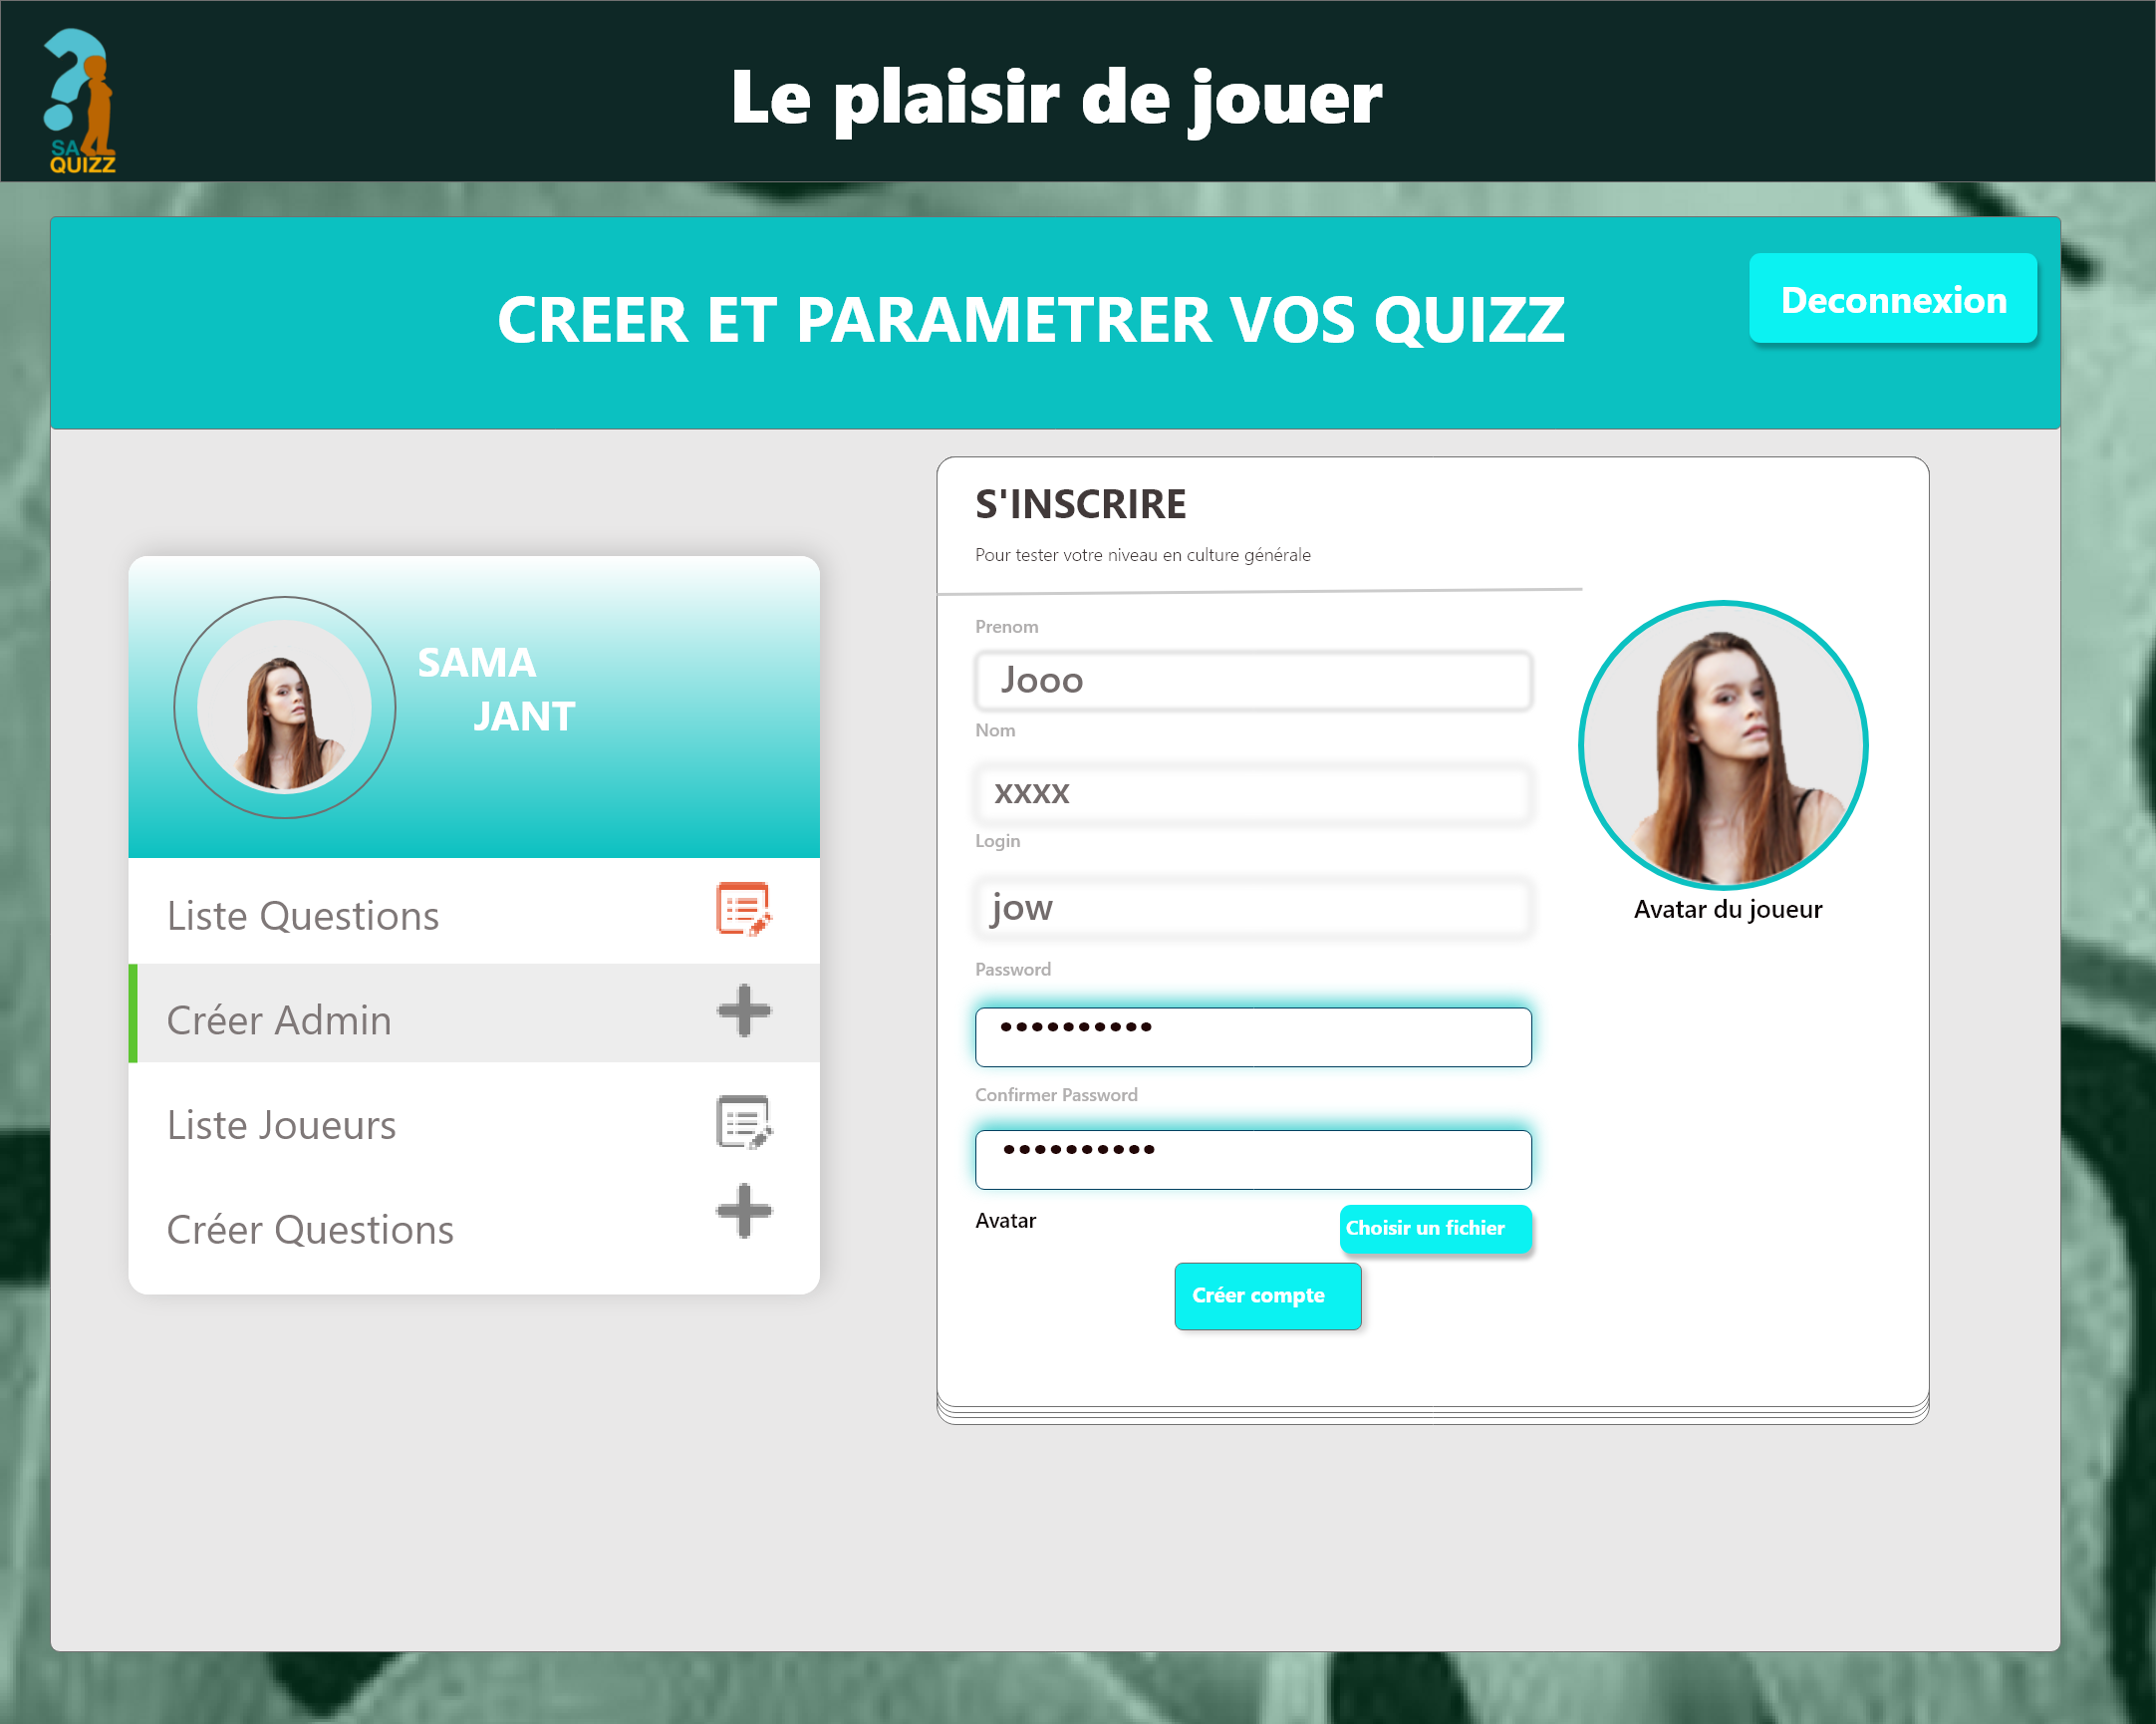 SA
QUIZZ
Le plaisir de jouer
CREER ET PARAMETRER VOS QUIZZ
Deconnexion
SAMA
JANT
Liste Questions
Créer Admin
Liste Joueurs
Créer Questions
S'INSCRIRE
Pour tester votre niveau en culture générale
Prenom
Jooo
Nom
xxxx
Login
jow
Password
••••••••••
Confirmer Password
••••••••••
Avatar
Choisir un fichier
Créer compte
Avatar du joueur